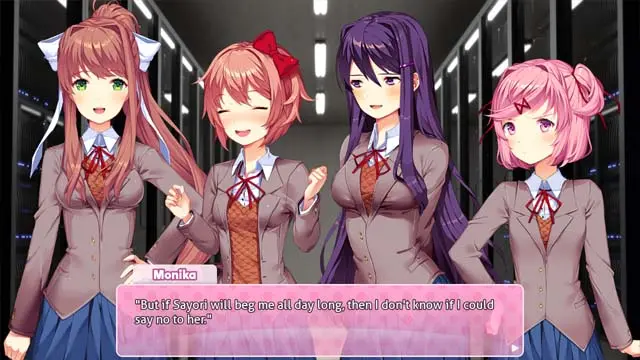 Monika
"But if Sayori will beg me all day long, then I don't know if I could
say no to her."